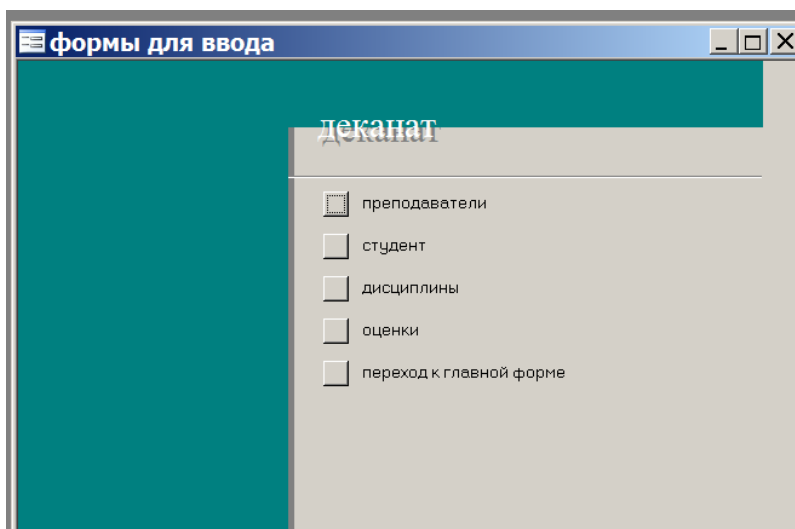 формы для ввода
деканат
преподаватели
студент
дисциплины
оценки
переход к главной форме